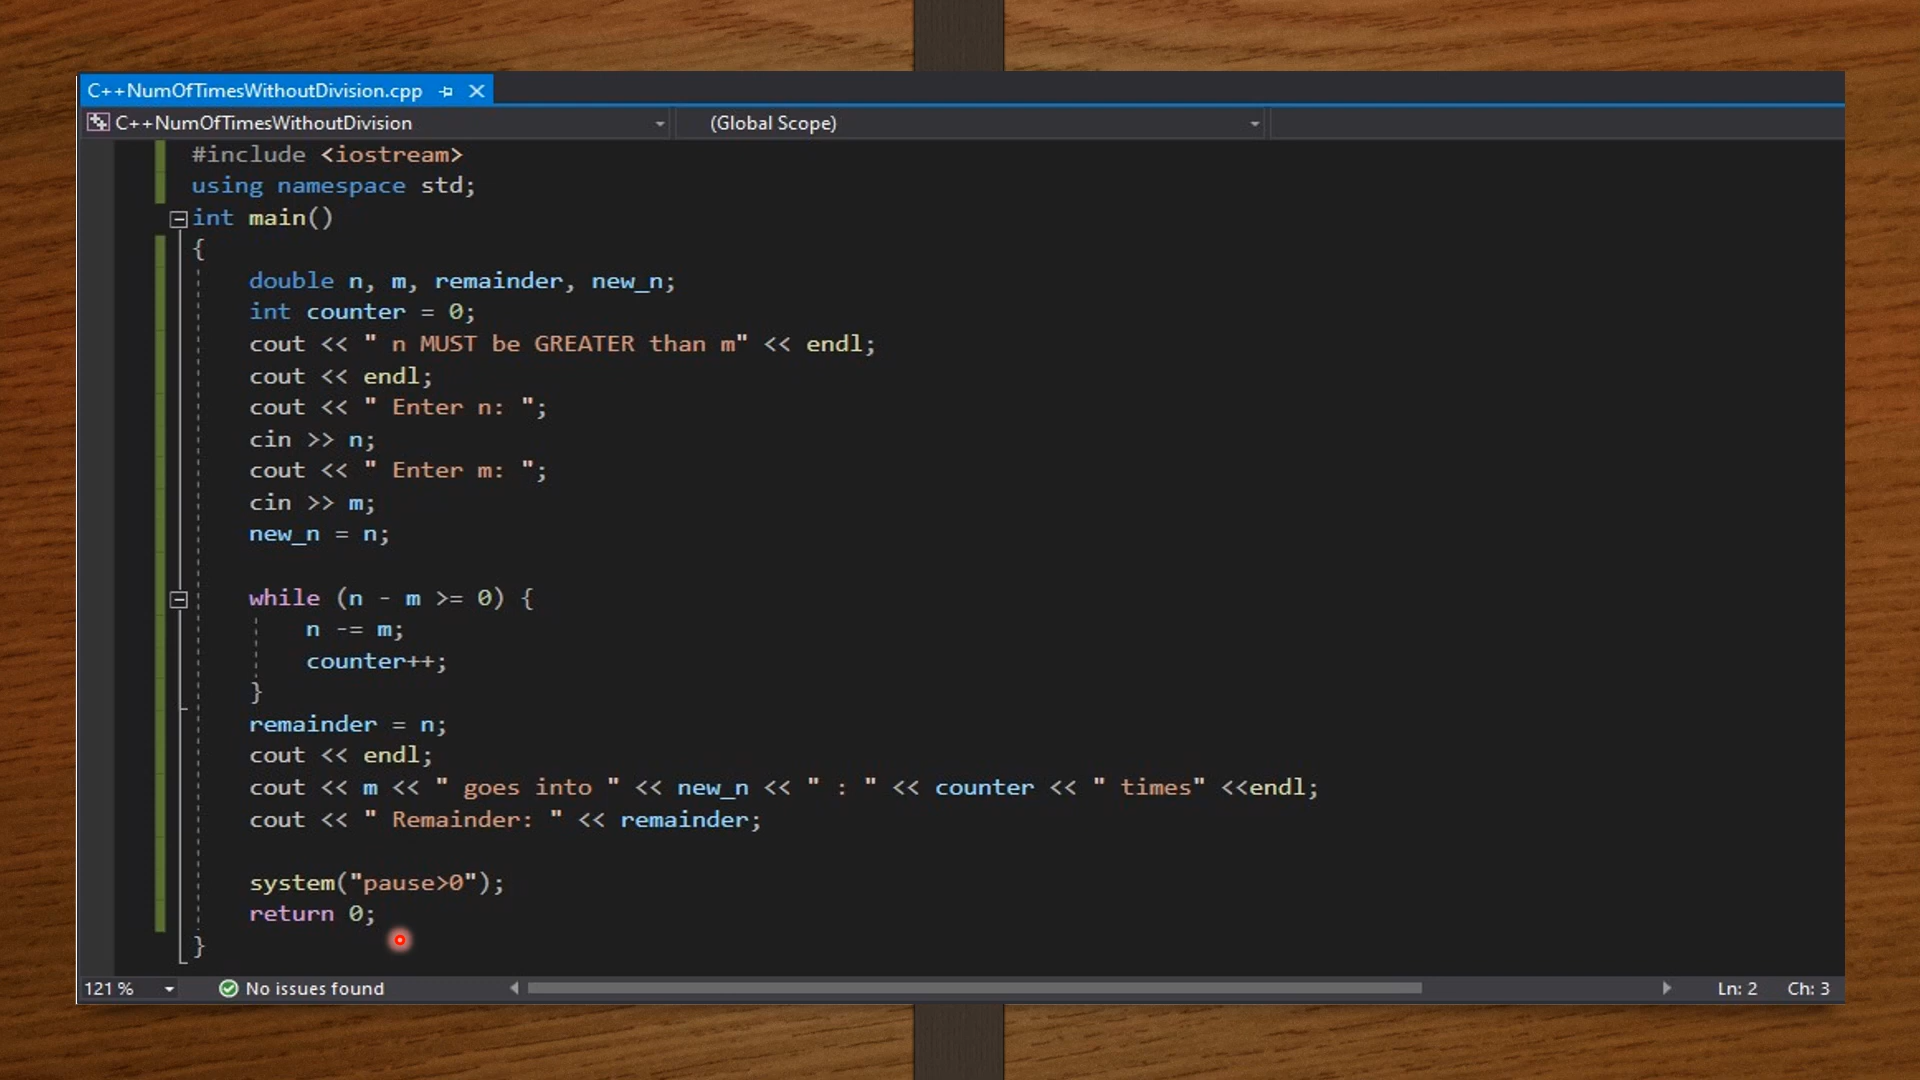 C++NumOfTimesWithoutDivision.cpp
C++NumOfTimesWithoutDivision (Global Scope)
#include <iostream>
using namespace std;
int main()
{
double n, m, remainder, new_n;
int counter = 0;
cout << " n MUST be GREATER than m" << endl;
cout << endl;
cout << " Enter n: ";
cin >> n;
cout << " Enter m: ";
cin >> m;
new_n = n;
while (n - m >= 0) {
n -= m;
counter++;
}
remainder = n;
cout << endl;
cout << m << " goes into " << new_n << " : " << counter << " times" <<endl;
cout << " Remainder: " << remainder;
system("pause>0");
return 0;
}
121 % No issues found Ln: 2 Ch: 3